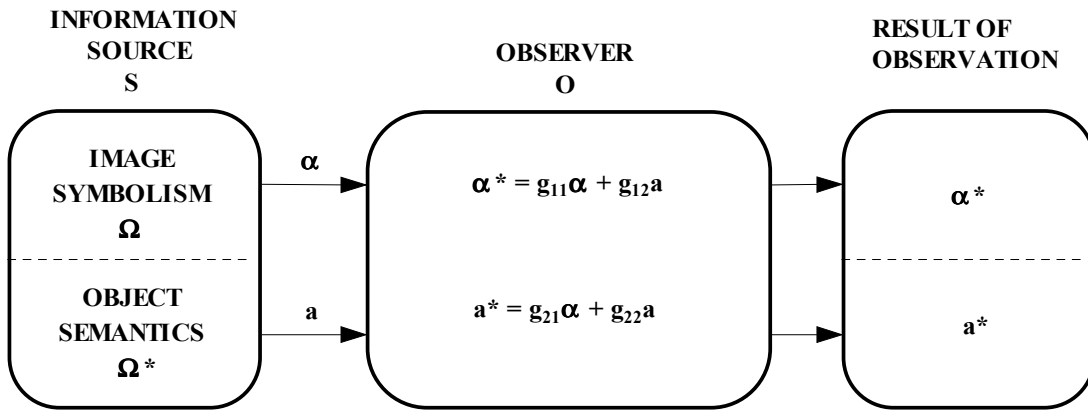 INFORMATION
SOURCE
S
OBSERVER
O
RESULT OF
OBSERVATION
IMAGE
SYMBOLISM
Ω
α
α* = g₁₁α + g₁₂a
α*
OBJECT
SEMANTICS
Ω*
a
a* = g₂₁α + g₂₂a
a*